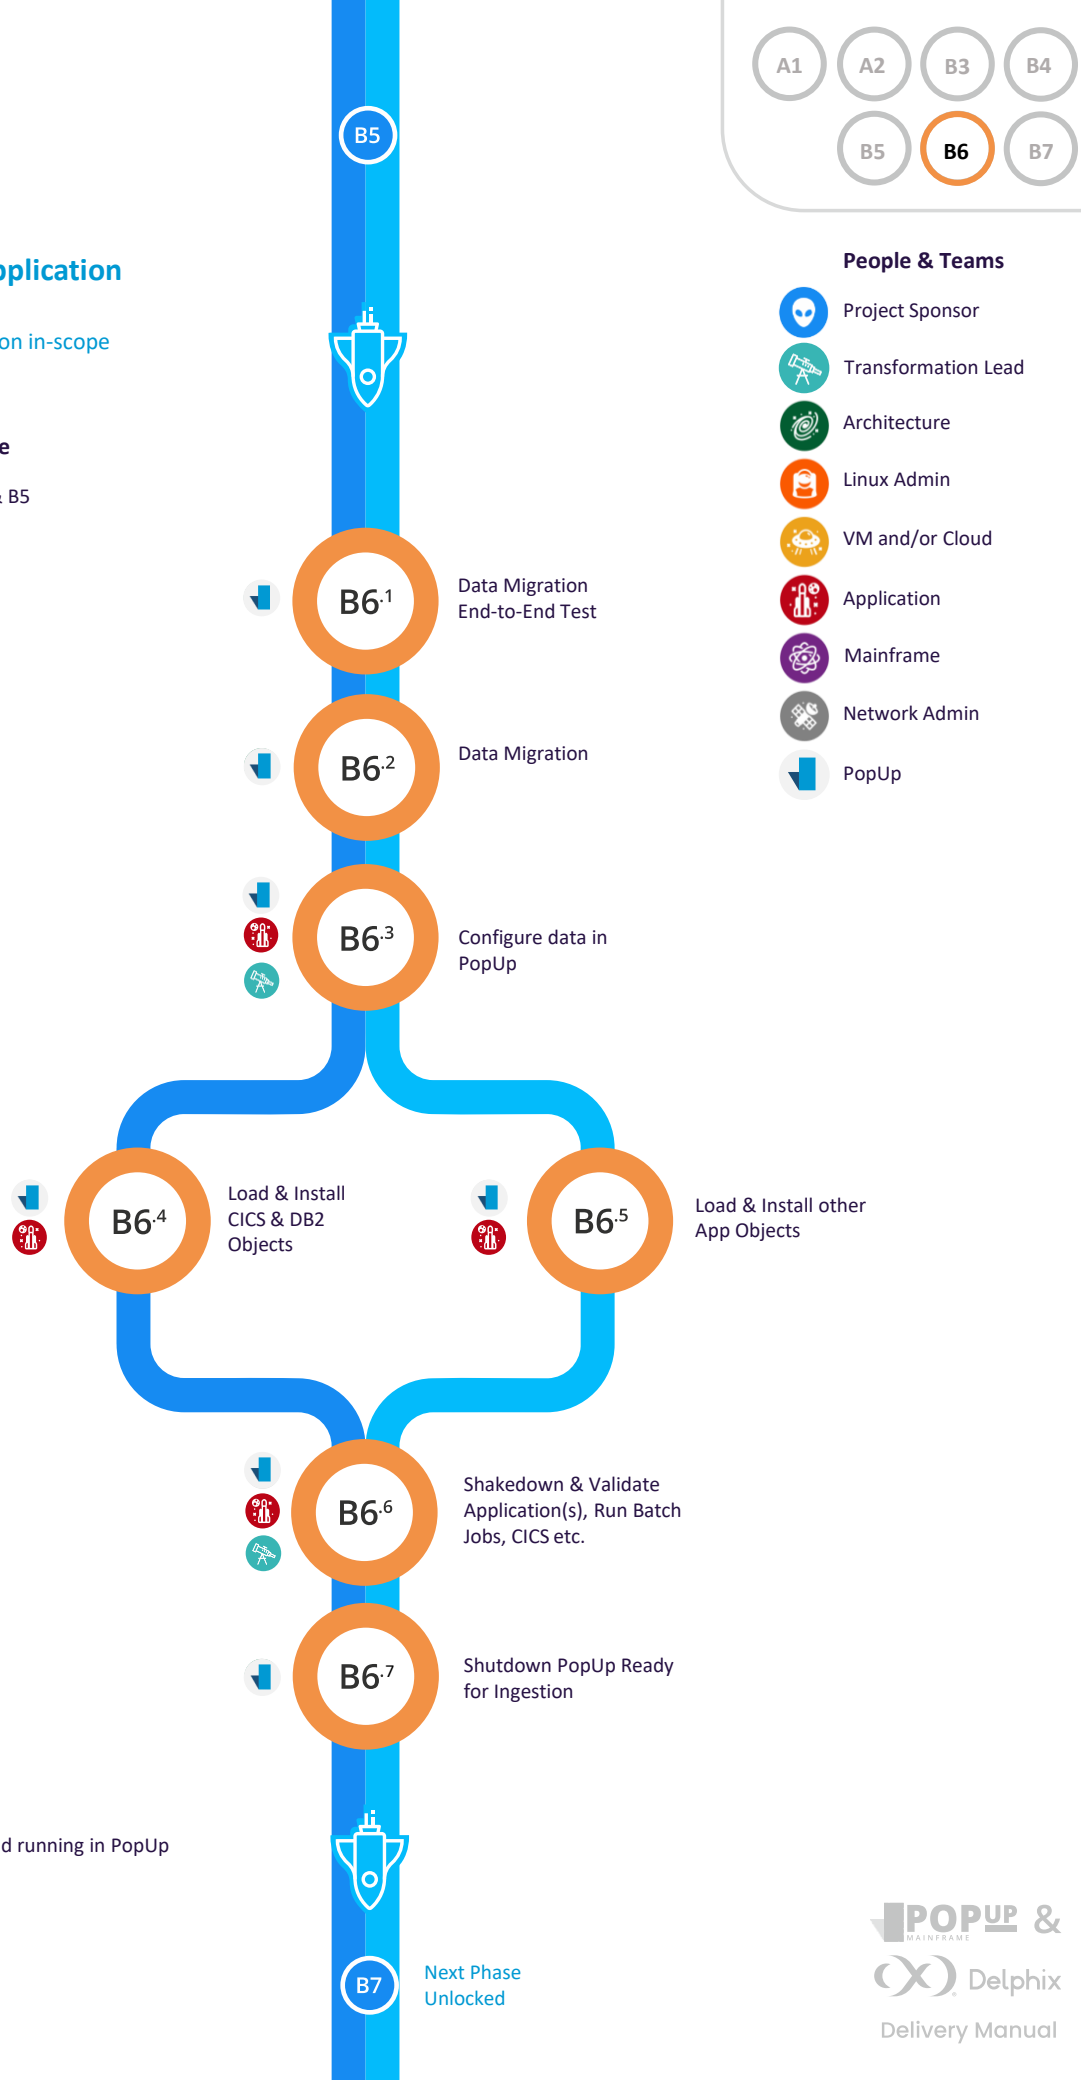 A1
A2
B3
B4
B5
B6
B7
B5
pplication
on in-scope
e
& B5
People & Teams
Project Sponsor
Transformation Lead
Architecture
Linux Admin
VM and/or Cloud
Application
Mainframe
Network Admin
PopUp
B6.1
Data Migration
End-to-End Test
B6.2
Data Migration
B6.3
Configure data in
PopUp
B6.4
Load & Install
CICS & DB2
Objects
B6.5
Load & Install other
App Objects
B6.6
Shakedown & Validate
Application(s), Run Batch
Jobs, CICS etc.
B6.7
Shutdown PopUp Ready
for Ingestion
d running in PopUp
B7
Next Phase
Unlocked
POPUP &
MAINFRAME
Delphix
Delivery Manual